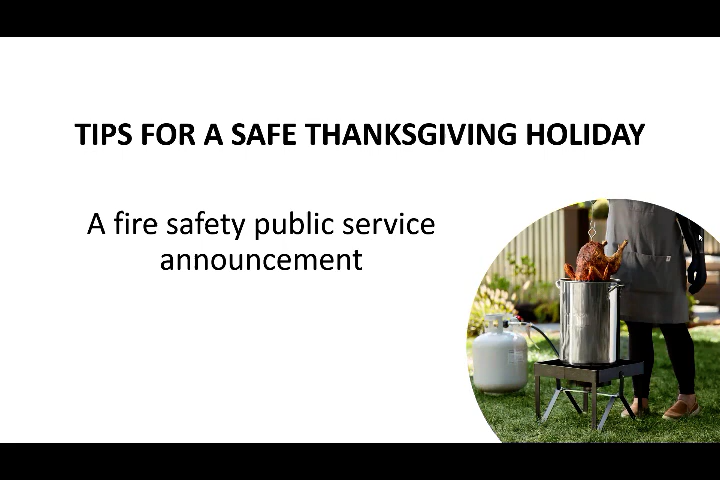 TIPS FOR A SAFE THANKSGIVING HOLIDAY
A fire safety public service
announcement